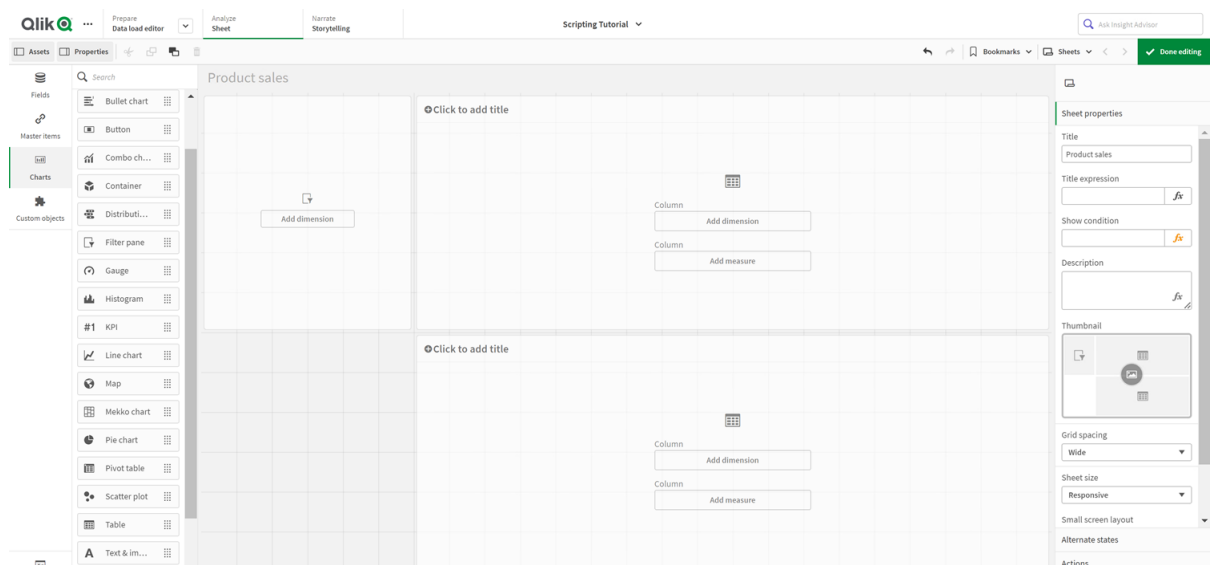 Qlik
Prepare
Data load editor
Analyze
Sheet
Narrate
Storytelling
Scripting Tutorial
Ask Insight Advisor
Assets
Properties
Bookmarks
Sheets
Done editing
Fields
Master items
Charts
Custom objects
Search
Bullet chart
Button
Combo ch...
Container
Distributi...
Filter pane
Gauge
Histogram
#1 KPI
Line chart
Map
Mekko chart
Pie chart
Pivot table
Scatter plot
Table
A Text & im...
Product sales
Add dimension
Click to add title
Column
Add dimension
Column
Add measure
Click to add title
Column
Add dimension
Column
Add measure
Sheet properties
Title
Product sales
Title expression
fx
Show condition
fx
Description
fx
Thumbnail
Grid spacing
Wide
Sheet size
Responsive
Small screen layout
Alternate states
Actions